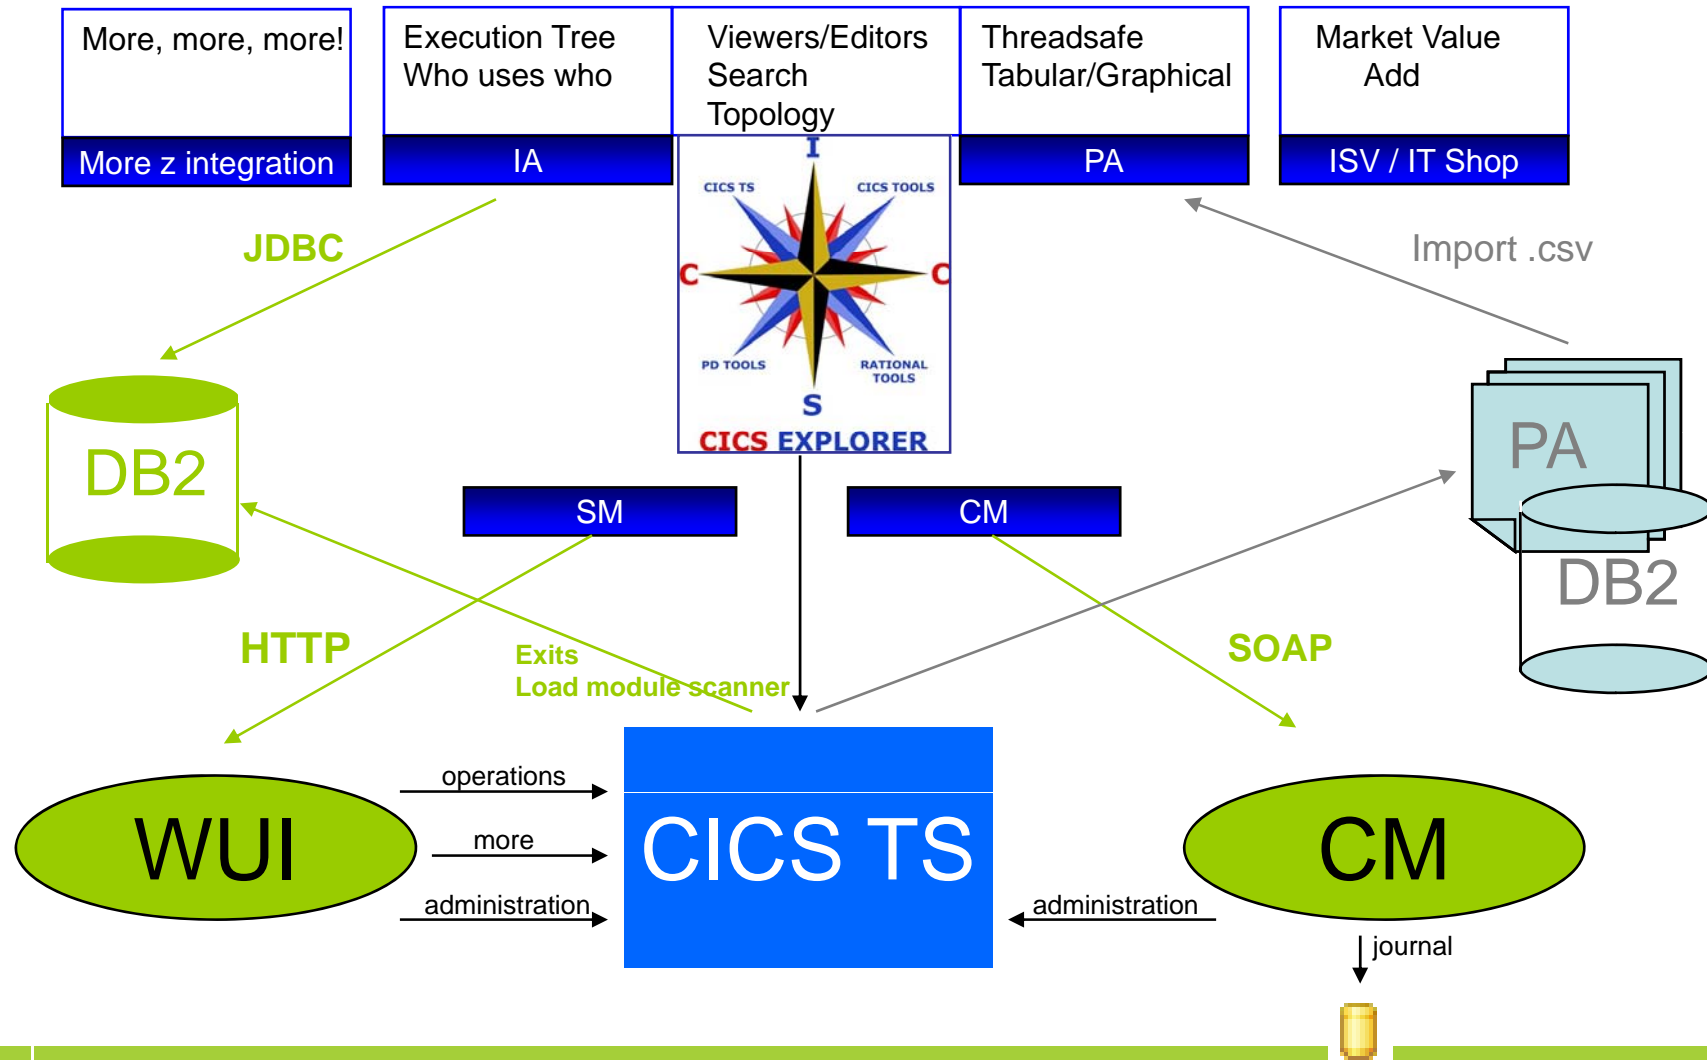 More, more, more!
Execution Tree
Who uses who
Viewers/Editors
Search
Topology
Threadsafe
Tabular/Graphical
Market Value
Add
More z integration
IA
PA
ISV / IT Shop
I
CICS TS
CICS TOOLS
C
C
PD TOOLS
RATIONAL
TOOLS
S
CICS EXPLORER
JDBC
Import .csv
DB2
PA
DB2
SM
CM
HTTP
Exits
Load module scanner
SOAP
WUI
operations
more
administration
CICS TS
administration
CM
journal